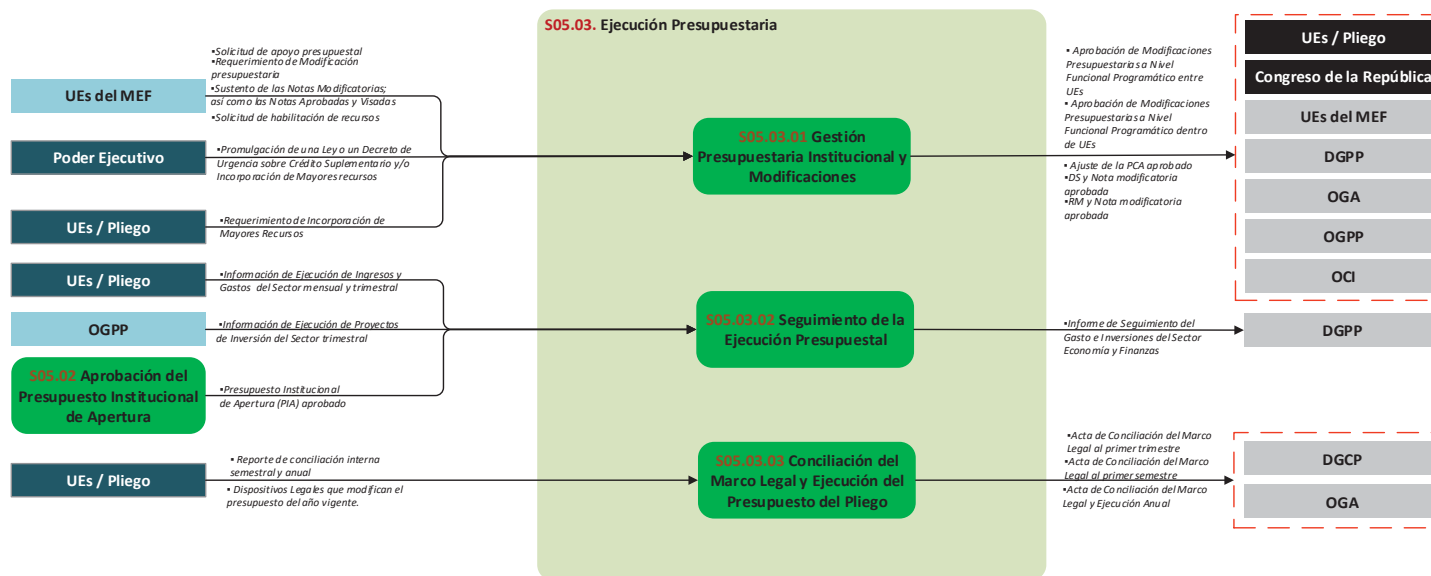 S05.03. Ejecución Presupuestaria
UEs del MEF
▪Solicitud de apoyo presupuestal
▪Requerimiento de Modificación
presupuestaria
▪Sustento de las Notas Modificatorias;
así como las Notas Aprobadas y Visadas
▪Solicitud de habilitación de recursos
Poder Ejecutivo
▪Promulgación de una Ley o un Decreto de
Urgencia sobre Crédito Suplementario y/o
Incorporación de Mayores recursos
UEs / Pliego
▪Requerimiento de Incorporación de
Mayores Recursos
S05.03.01 Gestión
Presupuestaria Institucional y
Modificaciones
▪ Aprobación de Modificaciones
Presupuestarias a Nivel
Funcional Programático entre
UEs
▪ Aprobación de Modificaciones
Presupuestarias a Nivel
Funcional Programático dentro
de UEs
▪Ajuste de la PCA aprobado
▪DS y Nota modificatoria
aprobada
▪RM y Nota modificatoria
aprobada
UEs / Pliego
Congreso de la República
UEs del MEF
DGPP
OGA
OGPP
OCI
UEs / Pliego
▪Información de Ejecución de Ingresos y
Gastos del Sector mensual y trimestral
OGPP
▪Información de Ejecución de Proyectos
de Inversión del Sector trimestral
S05.02 Aprobación del
Presupuesto Institucional
de Apertura
▪Presupuesto Institucional
de Apertura (PIA) aprobado
S05.03.02 Seguimiento de la
Ejecución Presupuestal
▪Informe de Seguimiento del
Gasto e Inversiones del Sector
Economía y Finanzas
DGPP
UEs / Pliego
▪ Reporte de conciliación interna
semestral y anual
▪ Dispositivos Legales que modifican el
presupuesto del año vigente.
S05.03.03 Conciliación del
Marco Legal y Ejecución del
Presupuesto del Pliego
▪Acta de Conciliación del Marco
Legal al primer trimestre
▪Acta de Conciliación del Marco
Legal al primer semestre
▪Acta de Conciliación del Marco
Legal y Ejecución Anual
DGCP
OGA